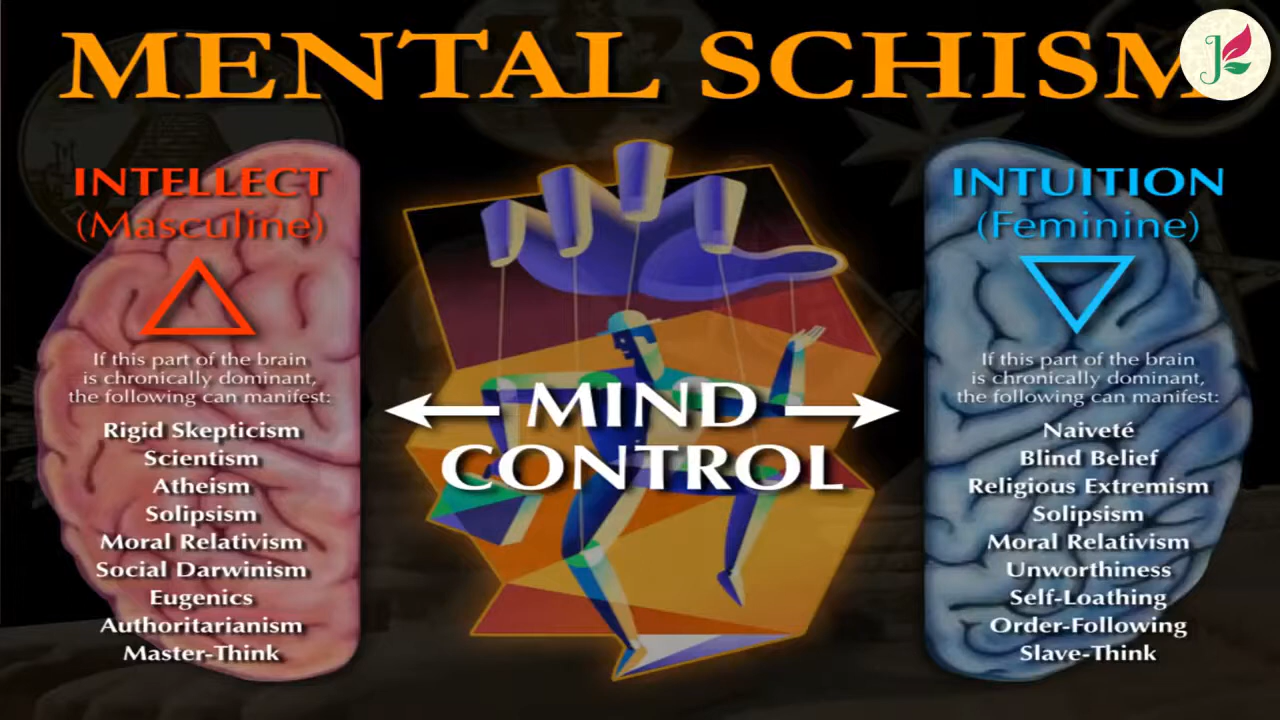 MENTAL SCHISM
INTELLECT
(Masculine)
If this part of the brain
is chronically dominant,
the following can manifest:
Rigid Skepticism
Scientism
Atheism
Solipsism
Moral Relativism
Social Darwinism
Eugenics
Authoritarianism
Master-Think
MIND
CONTROL
INTUITION
(Feminine)
If this part of the brain
is chronically dominant,
the following can manifest:
Naiveté
Blind Belief
Religious Extremism
Solipsism
Moral Relativism
Unworthiness
Self-Loathing
Order-Following
Slave-Think